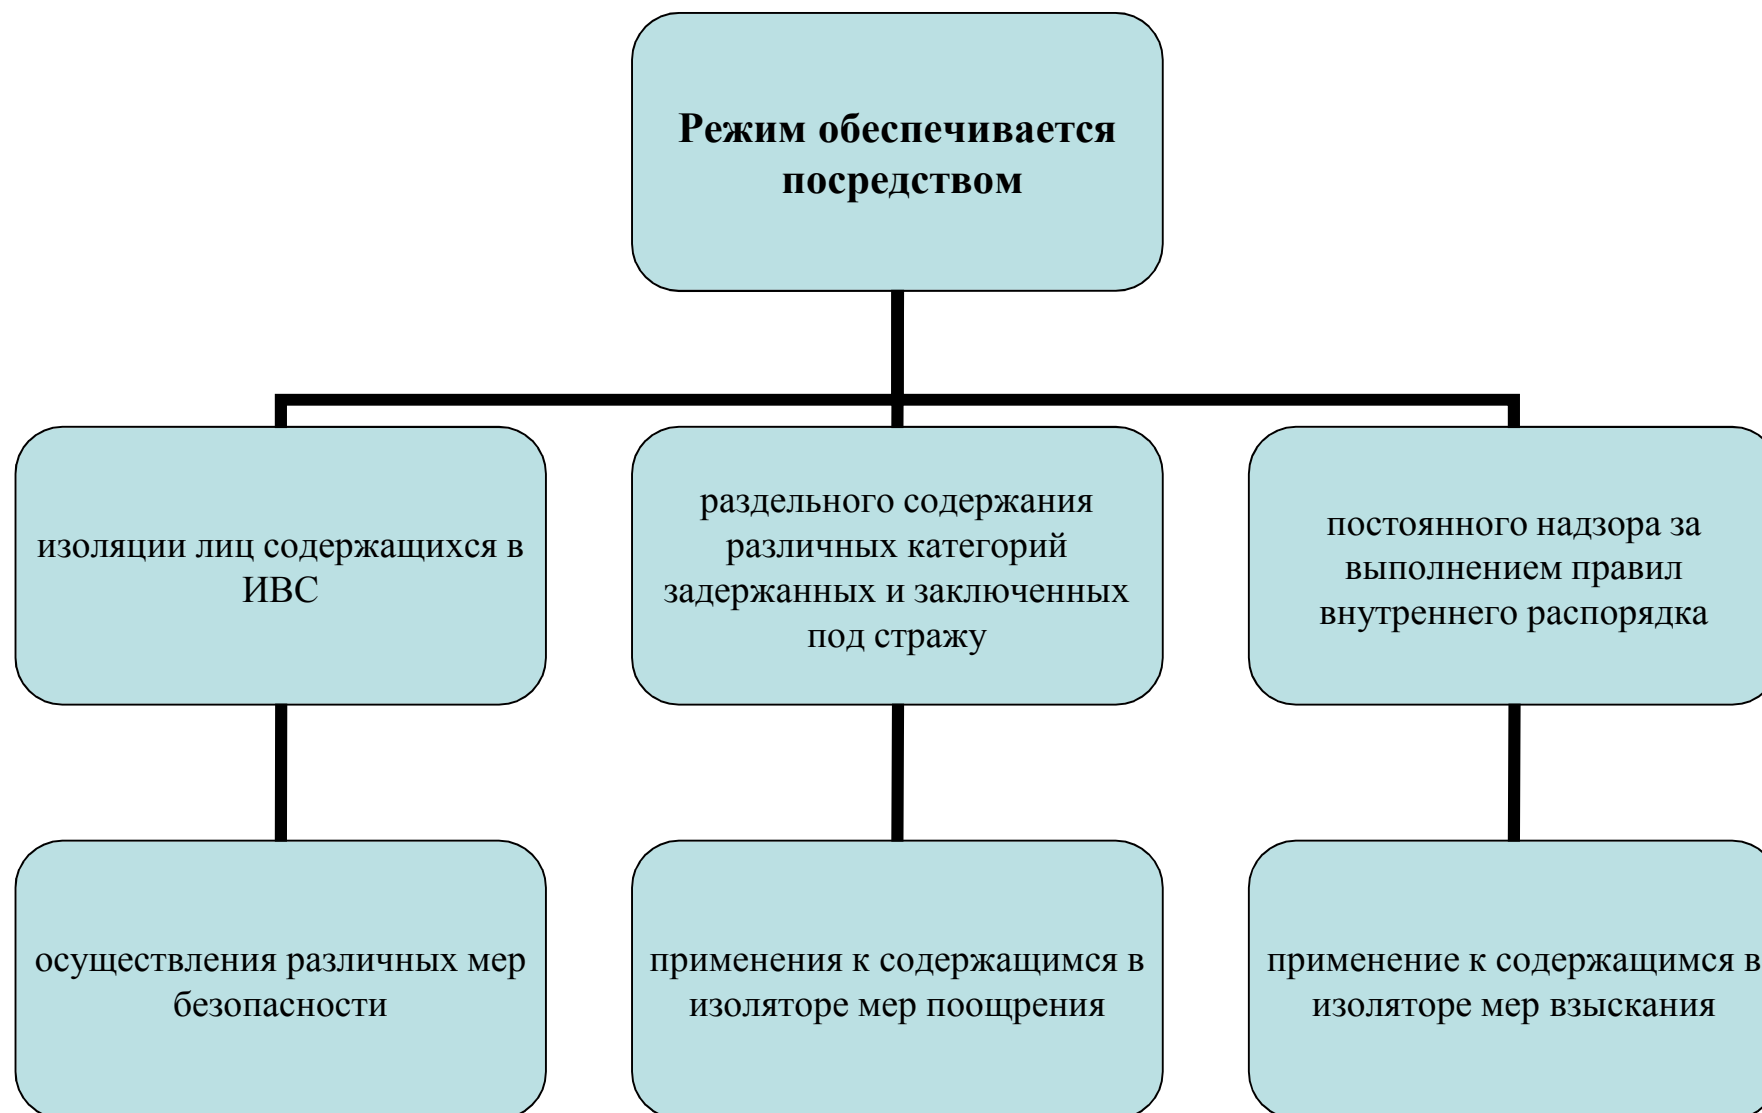 Режим обеспечивается
посредством
изоляции лиц содержащихся в
ИВС
раздельного содержания
различных категорий
задержанных и заключенных
под стражу
постоянного надзора за
выполнением правил
внутреннего распорядка
осуществления различных мер
безопасности
применения к содержащимся в
изоляторе мер поощрения
применение к содержащимся в
изоляторе мер взыскания